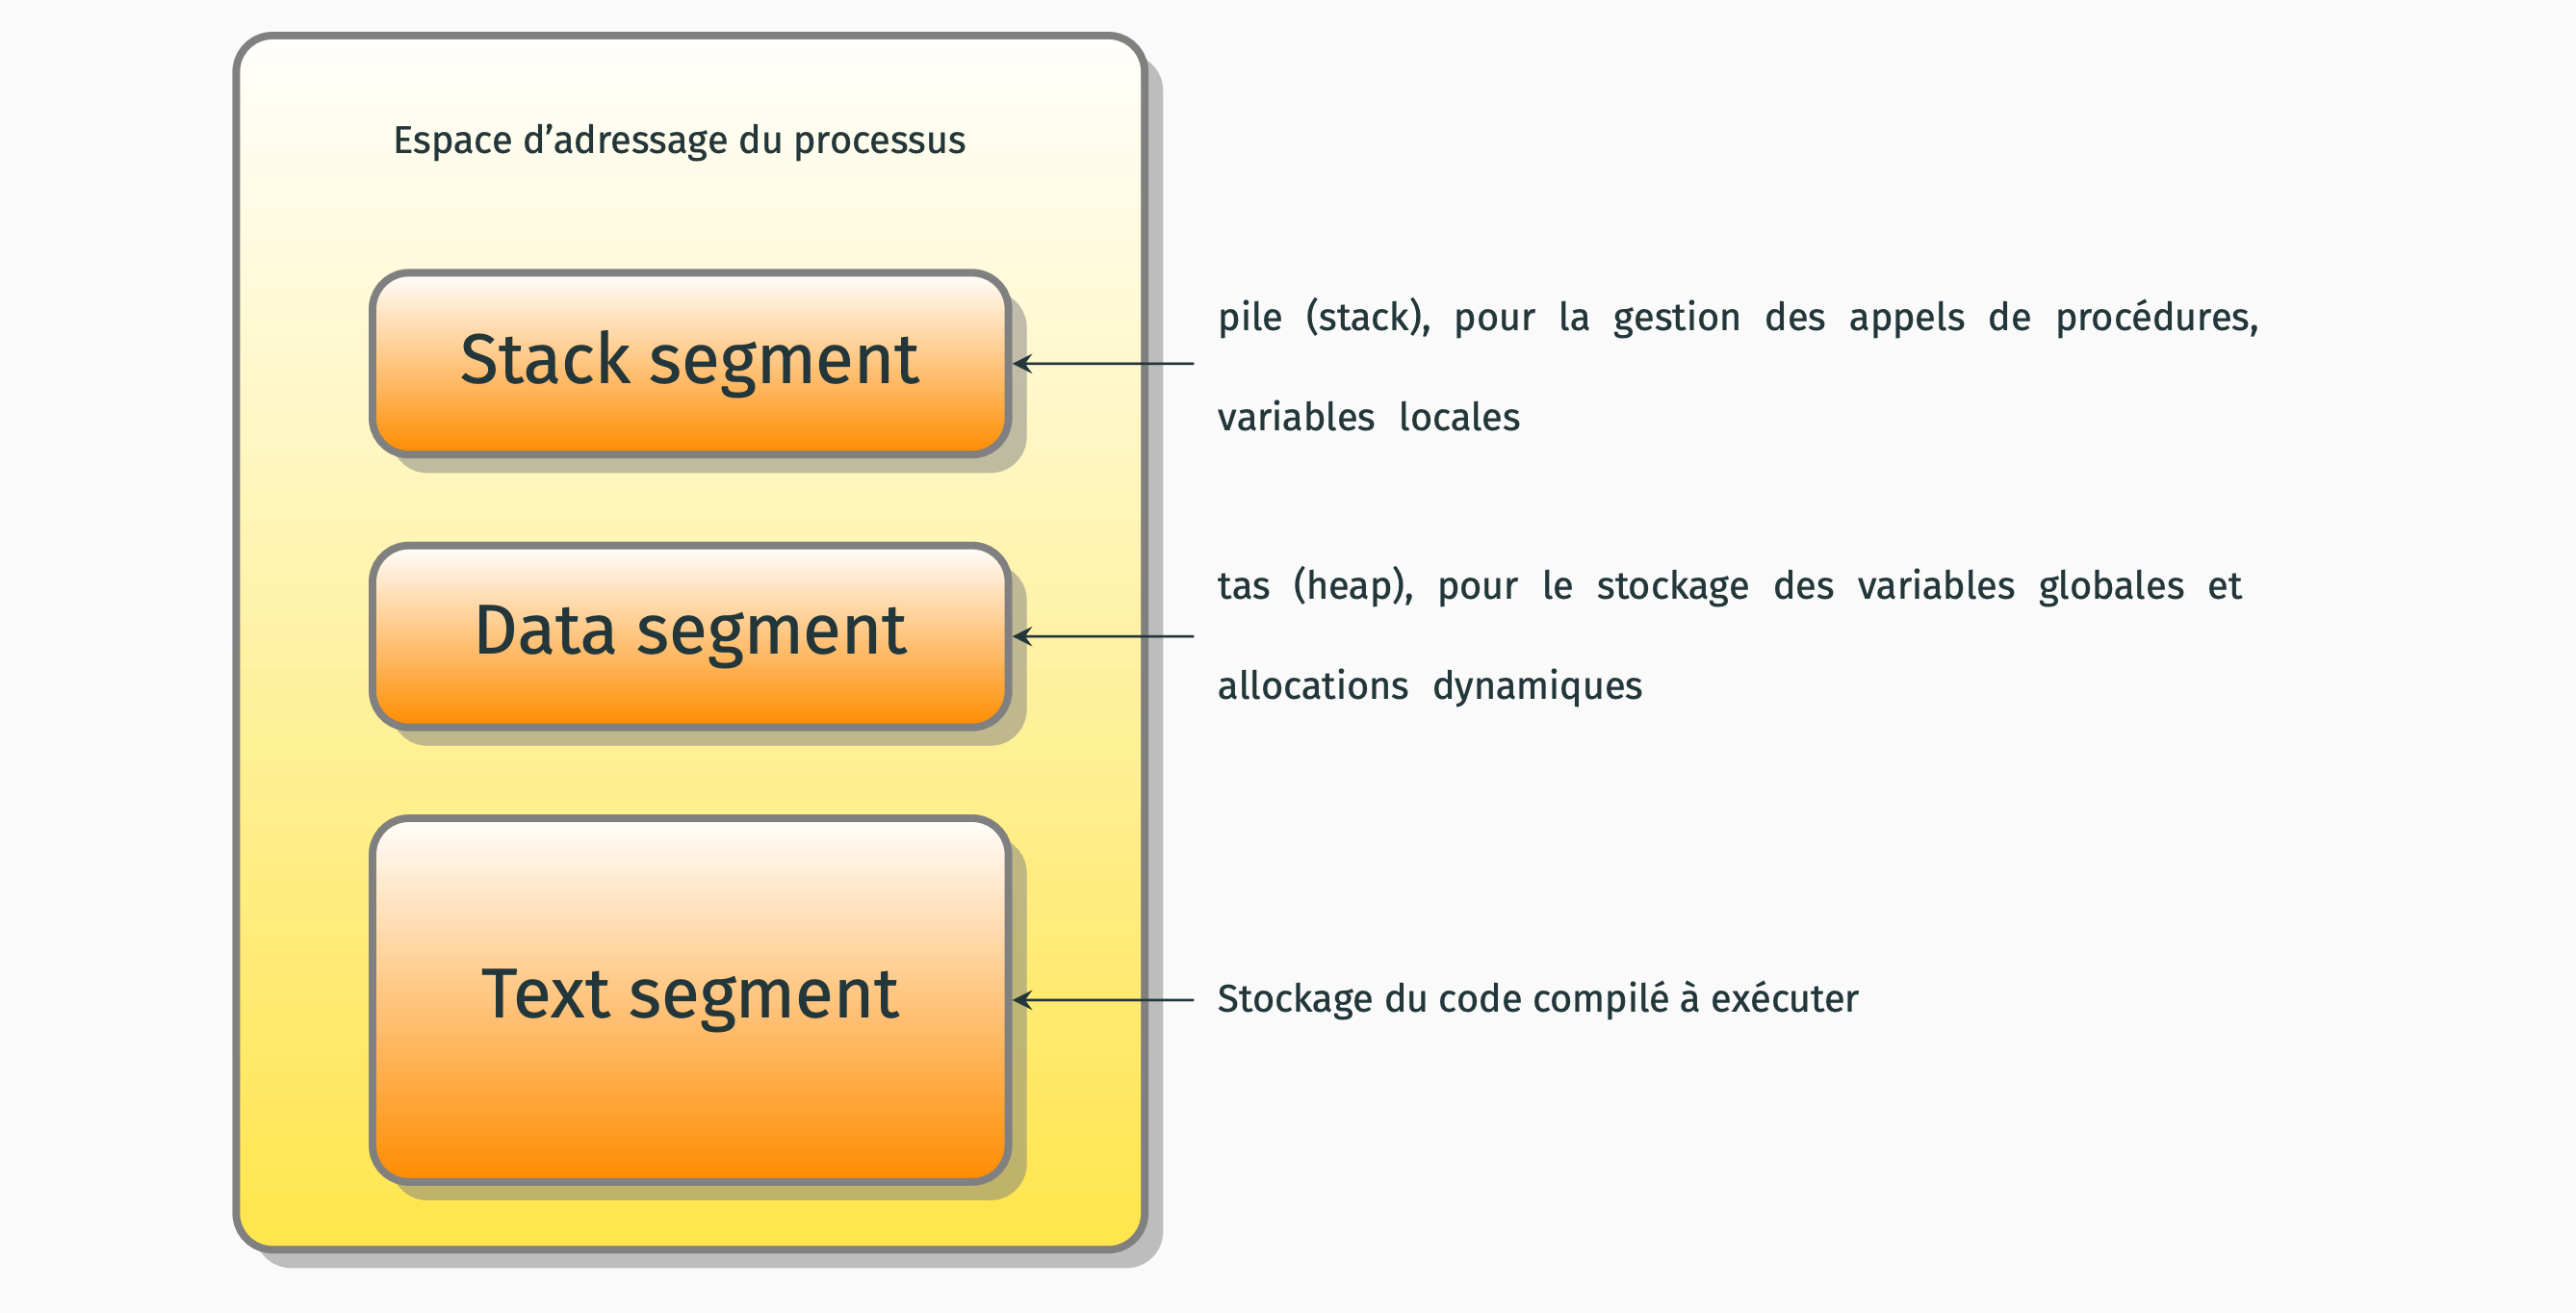 Espace d’adressage du processus
Stack segment
pile (stack), pour la gestion des appels de procédures,
variables locales
Data segment
tas (heap), pour le stockage des variables globales et
allocations dynamiques
Text segment
Stockage du code compilé à exécuter